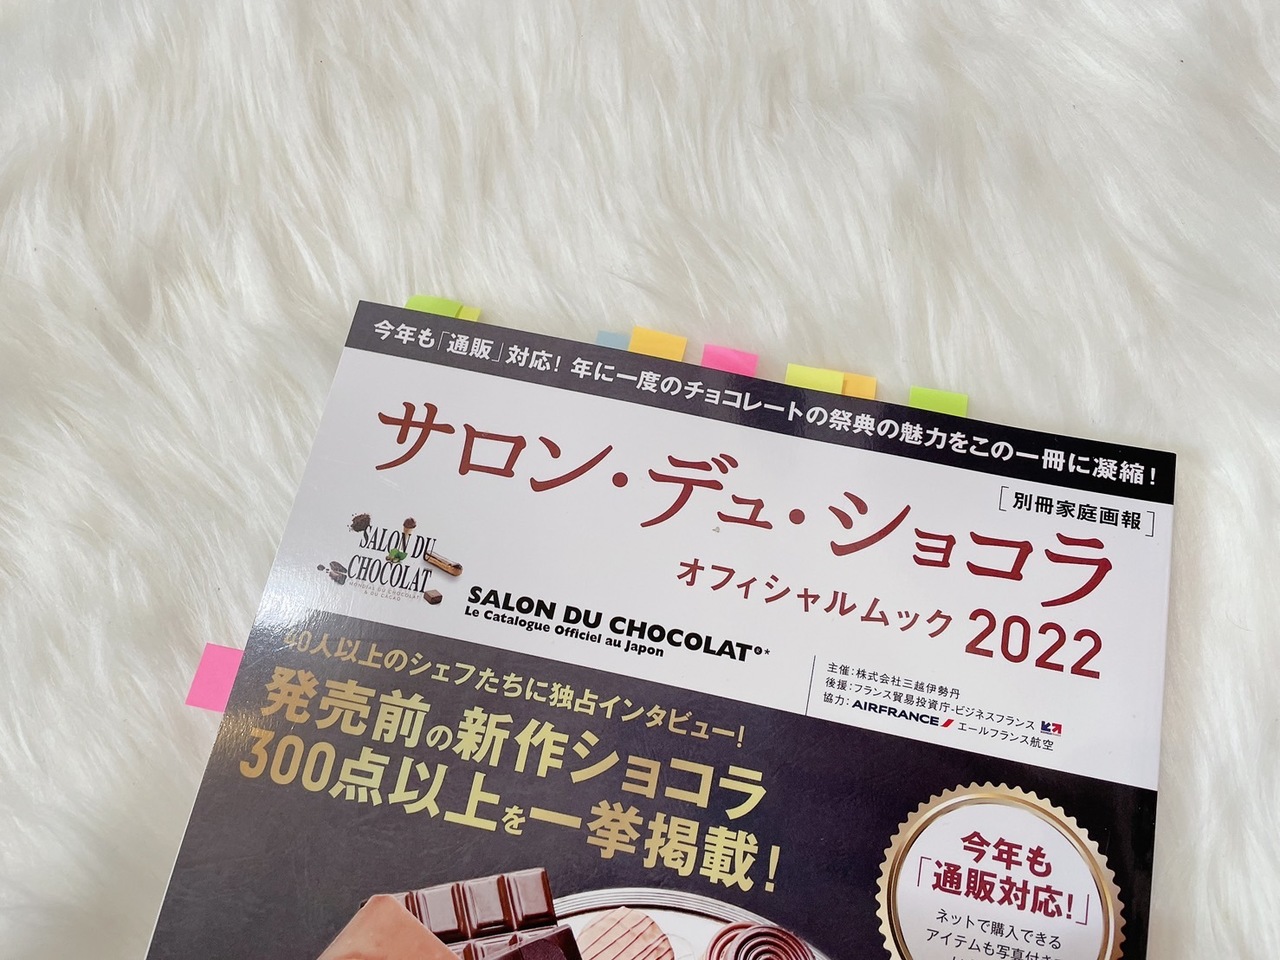 今年も「通販」対応！年に一度のチョコレートの祭典の魅力をこの一冊に凝縮！
サロン・デュ・ショコラ
［別冊家庭画報］
オフィシャルムック 2022
SALON DU
CHOCOLAT
MONDIAL DU CHOCOLAT
& DU CACAO
SALON DU CHOCOLAT®*
Le Catalogue Officiel au Japon
主催：株式会社三越伊勢丹
後援：フランス貿易投資庁-ビジネスフランス
協力：AIRFRANCE エールフランス航空
40人以上のシェフたちに独占インタビュー！
発売前の新作ショコラ
300点以上を一挙掲載！
今年も
「通販対応！」
ネットで購入できる
アイテムも写真付き